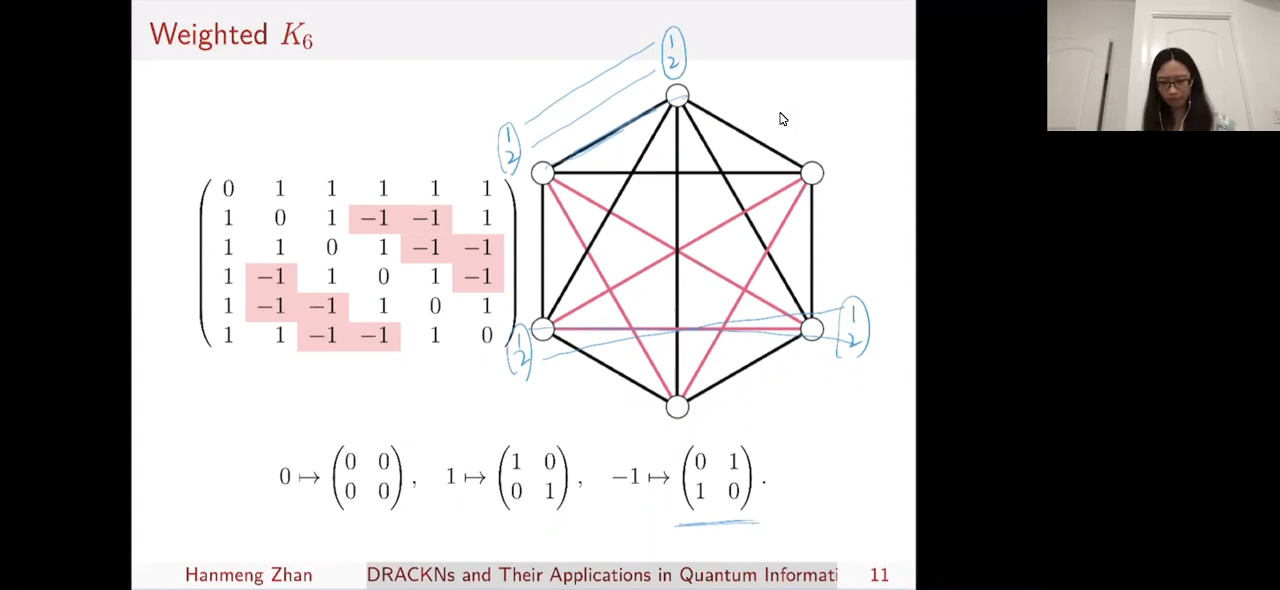 Weighted K₆
1
2
1
2
0 1 1 1 1 1
1 0 1 −1 −1 1
1 1 0 1 −1 −1
1 −1 1 0 1 −1
1 −1 −1 1 0 1
1 1 −1 −1 1 0
1
2
1
2
0 ↦ (0 0; 0 0), 1 ↦ (1 0; 0 1), −1 ↦ (0 1; 1 0).
Hanmeng Zhan DRACKNs and Their Applications in Quantum Informati 11